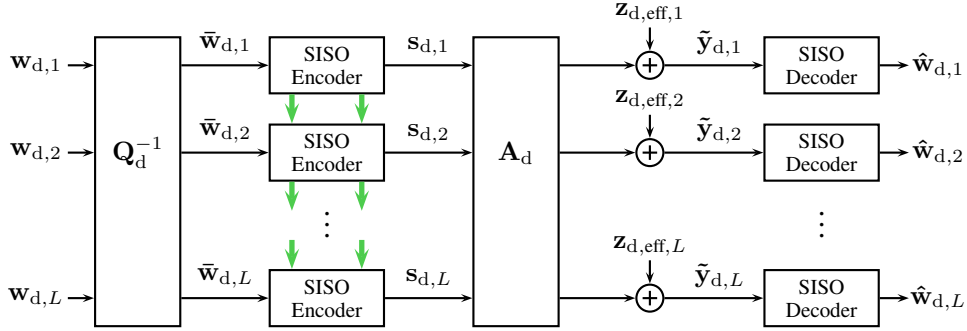 z_{d,eff,1}
w_{d,1} w̄_{d,1} SISO Encoder s_{d,1} + ỹ_{d,1} SISO Decoder ŵ_{d,1}
z_{d,eff,2}
w_{d,2} Q_d^{-1} w̄_{d,2} SISO Encoder s_{d,2} A_d + ỹ_{d,2} SISO Decoder ŵ_{d,2}
⋮ ⋮
z_{d,eff,L}
w_{d,L} w̄_{d,L} SISO Encoder s_{d,L} + ỹ_{d,L} SISO Decoder ŵ_{d,L}